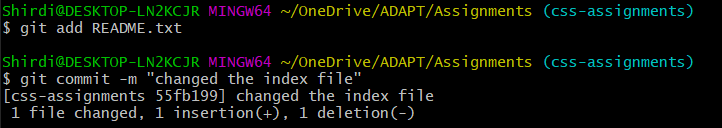 Shirdi@DESKTOP-LN2KCJR MINGW64 ~/OneDrive/ADAPT/Assignments (css-assignments)
$ git add README.txt
Shirdi@DESKTOP-LN2KCJR MINGW64 ~/OneDrive/ADAPT/Assignments (css-assignments)
$ git commit -m "changed the index file"
[css-assignments 55fb199] changed the index file
 1 file changed, 1 insertion(+), 1 deletion(-)